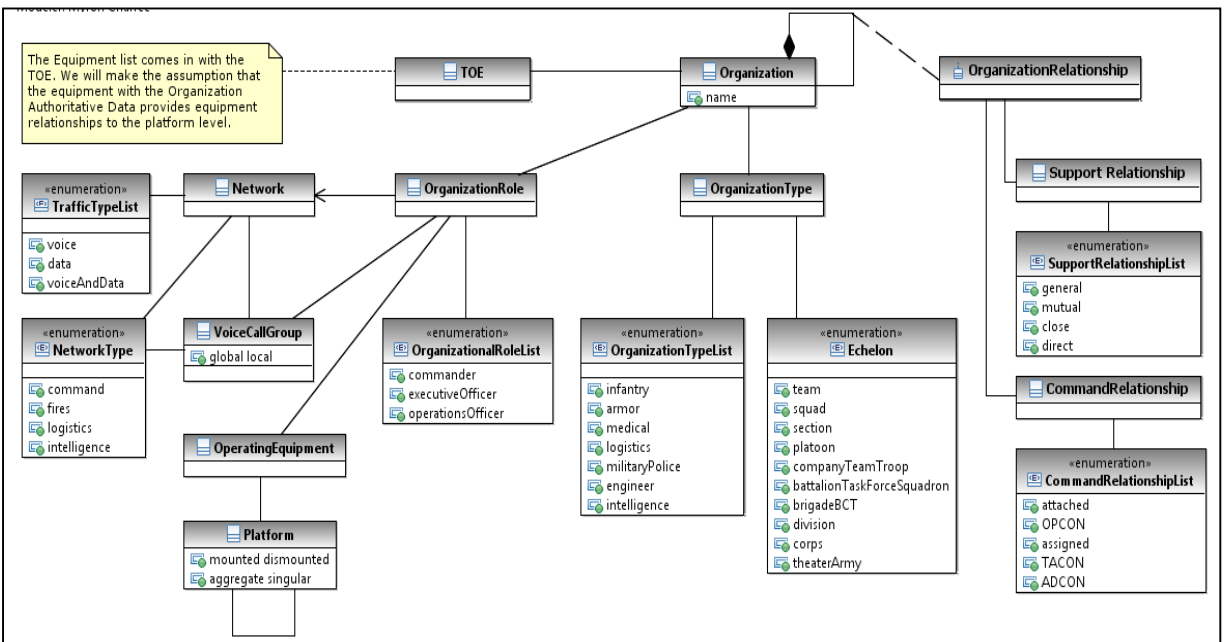 The Equipment list comes in with the
TOE. We will make the assumption that
the equipment with the Organization
Authoritative Data provides equipment
relationships to the platform level.
TOE
Organization
name
OrganizationRelationship
«enumeration»
TrafficTypeList
voice
data
voiceAndData
Network
OrganizationRole
OrganizationType
Support Relationship
«enumeration»
SupportRelationshipList
general
mutual
close
direct
«enumeration»
NetworkType
command
fires
logistics
intelligence
VoiceCallGroup
global local
«enumeration»
OrganizationalRoleList
commander
executiveOfficer
operationsOfficer
«enumeration»
OrganizationTypeList
infantry
armor
medical
logistics
militaryPolice
engineer
intelligence
«enumeration»
Echelon
team
squad
section
platoon
companyTeamTroop
battalionTaskForceSquadron
brigadeBCT
division
corps
theaterArmy
CommandRelationship
«enumeration»
CommandRelationshipList
attached
OPCON
assigned
TACON
ADCON
OperatingEquipment
Platform
mounted dismounted
aggregate singular